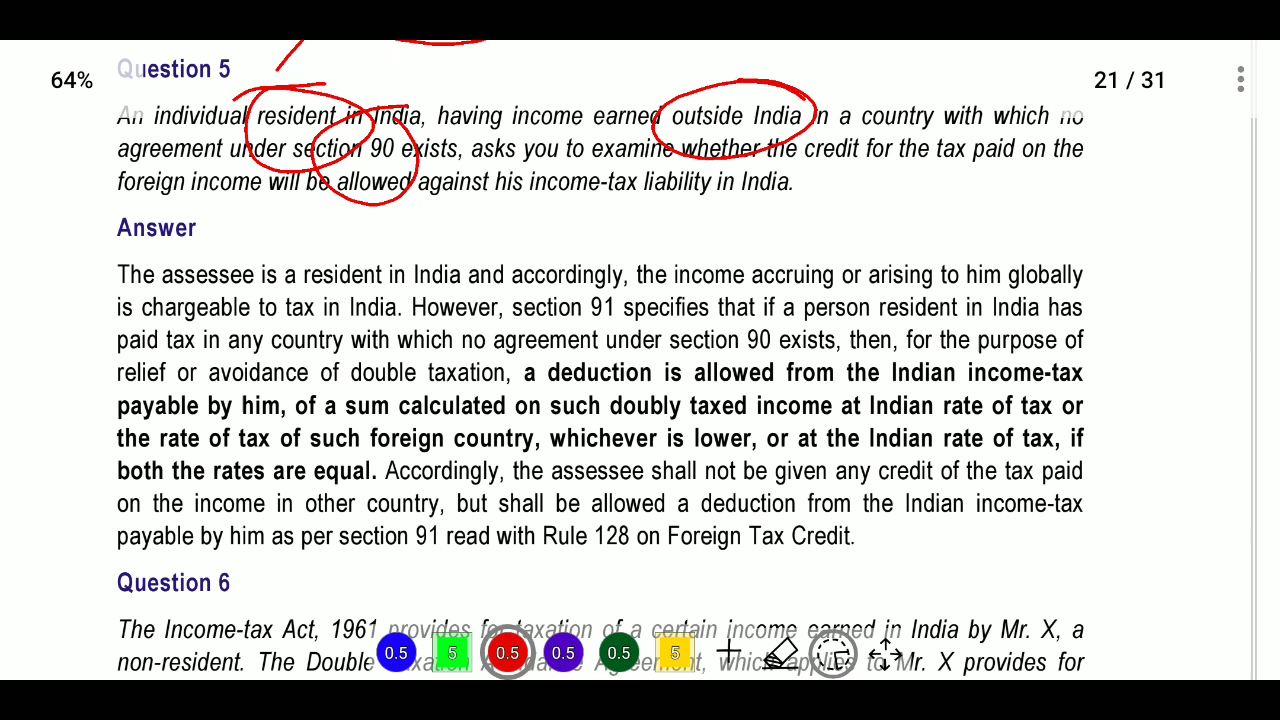 64%
Question 5
21 / 31
An individual resident in India, having income earned outside India in a country with which no
agreement under section 90 exists, asks you to examine whether the credit for the tax paid on the
foreign income will be allowed against his income-tax liability in India.
Answer
The assessee is a resident in India and accordingly, the income accruing or arising to him globally
is chargeable to tax in India. However, section 91 specifies that if a person resident in India has
paid tax in any country with which no agreement under section 90 exists, then, for the purpose of
relief or avoidance of double taxation, a deduction is allowed from the Indian income-tax
payable by him, of a sum calculated on such doubly taxed income at Indian rate of tax or
the rate of tax of such foreign country, whichever is lower, or at the Indian rate of tax, if
both the rates are equal. Accordingly, the assessee shall not be given any credit of the tax paid
on the income in other country, but shall be allowed a deduction from the Indian income-tax
payable by him as per section 91 read with Rule 128 on Foreign Tax Credit.
Question 6
The Income-tax Act, 1961 provides for taxation of a certain income earned in India by Mr. X, a
non-resident. The Double Taxation Avoidance Agreement, which applies to Mr. X provides for
0.5 5 0.5 0.5 0.5 5